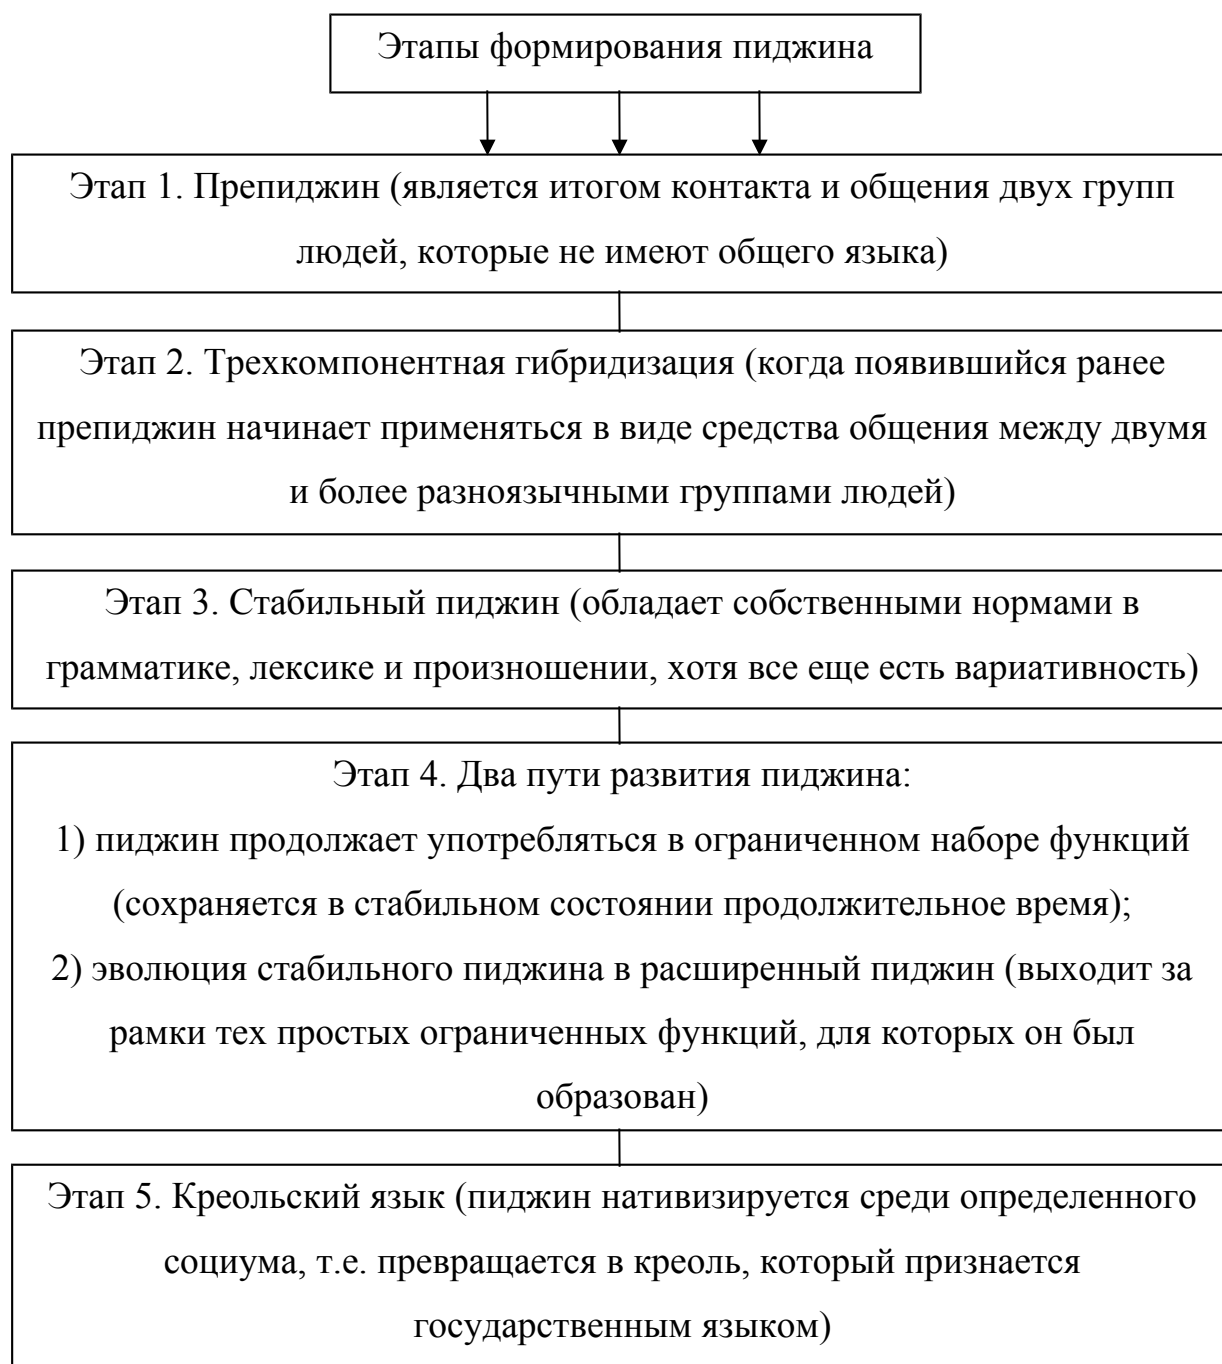 Этапы формирования пиджина
Этап 1. Препиджин (является итогом контакта и общения двух групп
людей, которые не имеют общего языка)
Этап 2. Трехкомпонентная гибридизация (когда появившийся ранее
препиджин начинает применяться в виде средства общения между двумя
и более разноязычными группами людей)
Этап 3. Стабильный пиджин (обладает собственными нормами в
грамматике, лексике и произношении, хотя все еще есть вариативность)
Этап 4. Два пути развития пиджина:
1) пиджин продолжает употребляться в ограниченном наборе функций
(сохраняется в стабильном состоянии продолжительное время);
2) эволюция стабильного пиджина в расширенный пиджин (выходит за
рамки тех простых ограниченных функций, для которых он был
образован)
Этап 5. Креольский язык (пиджин нативизируется среди определенного
социума, т.е. превращается в креоль, который признается
государственным языком)